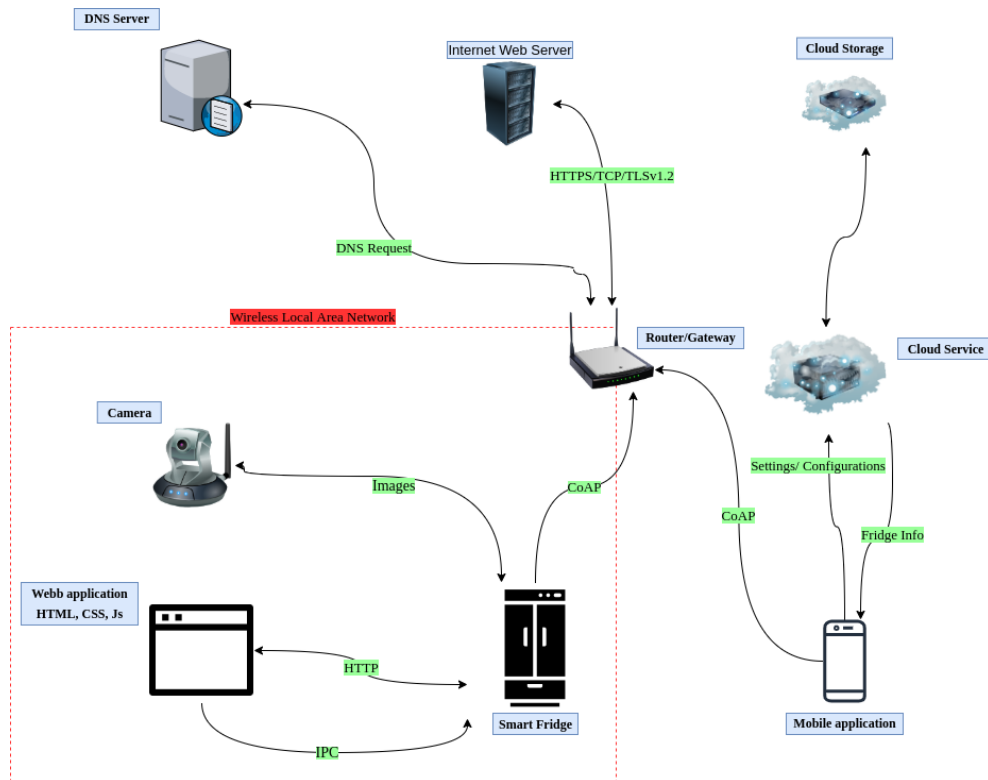 DNS Server
Internet Web Server
Cloud Storage
HTTPS/TCP/TLSv1.2
DNS Request
Wireless Local Area Network
Router/Gateway
Cloud Service
Camera
Settings/ Configurations
Images
CoAP
CoAP
Fridge Info
Webb application
HTML, CSS, Js
HTTP
Smart Fridge
Mobile application
IPC